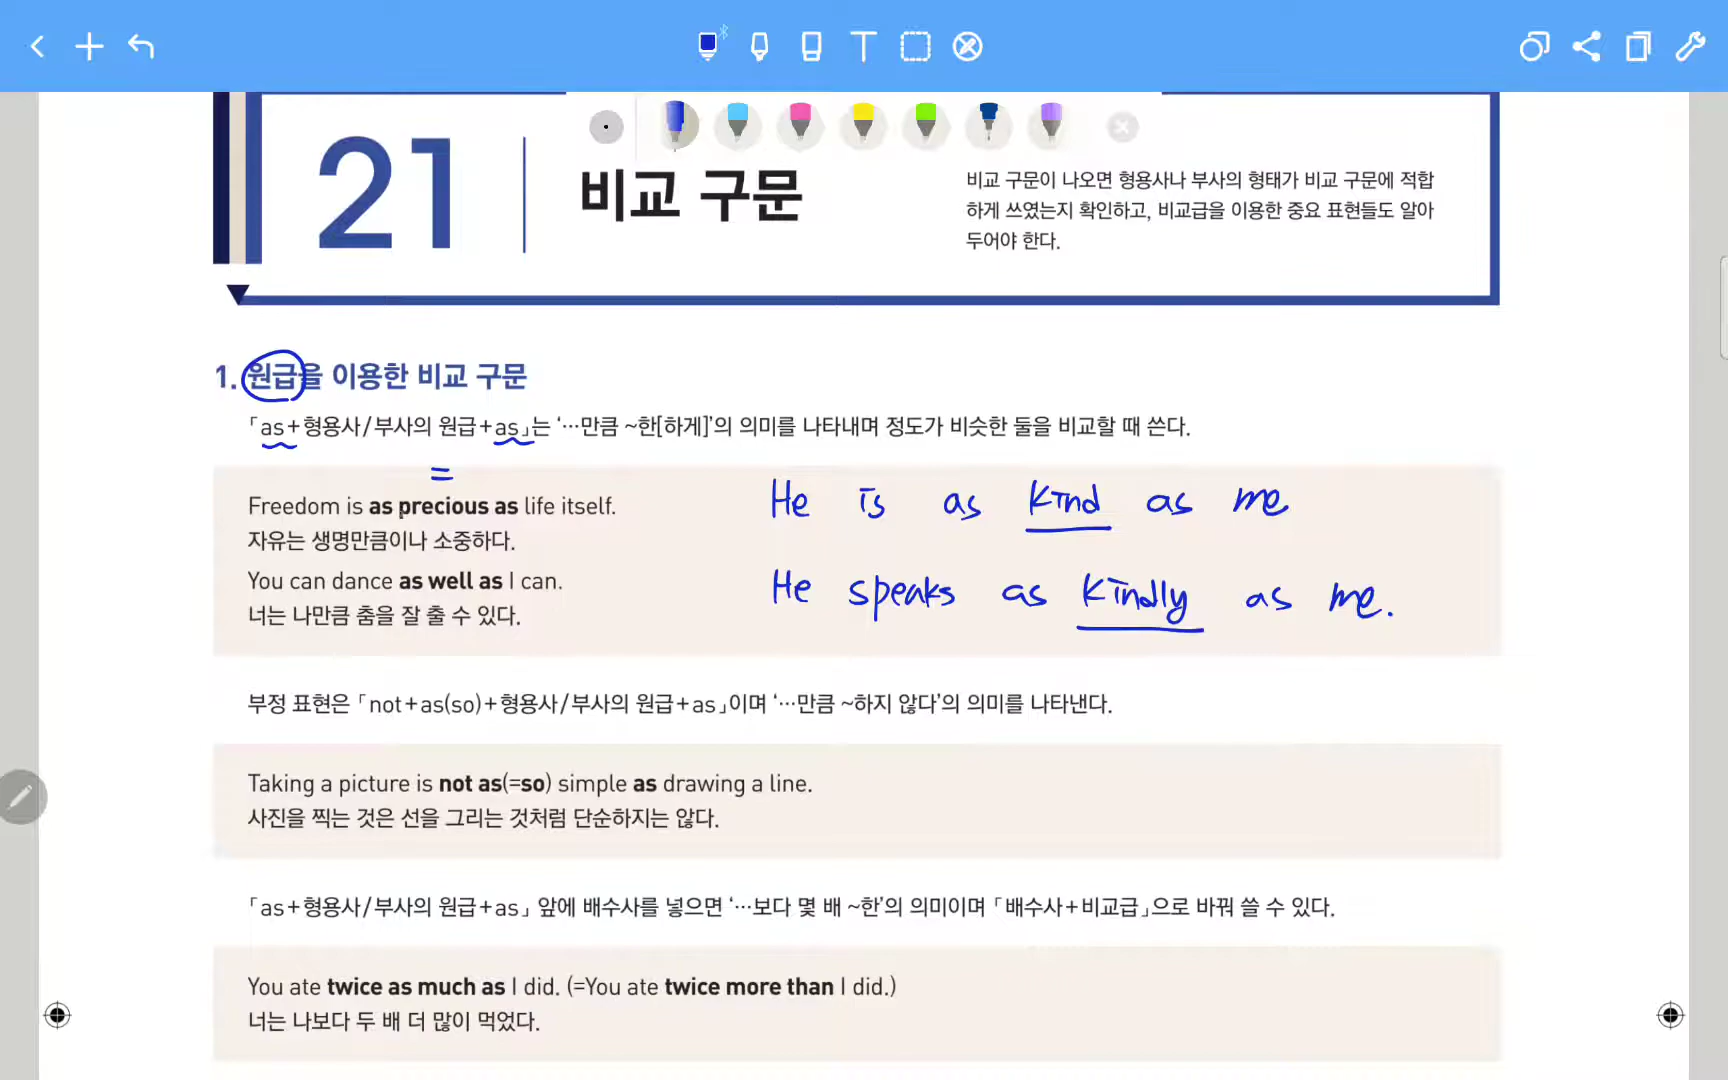 21
비교 구문
비교 구문이 나오면 형용사나 부사의 형태가 비교 구문에 적합
하게 쓰였는지 확인하고, 비교급을 이용한 중요 표현들도 알아
두어야 한다.
1. 원급을 이용한 비교 구문
「as+형용사/부사의 원급+as」는 ‘…만큼 ~한[하게]’의 의미를 나타내며 정도가 비슷한 둘을 비교할 때 쓴다.
=
Freedom is as precious as life itself.
자유는 생명만큼이나 소중하다.
You can dance as well as I can.
너는 나만큼 춤을 잘 출 수 있다.
He is as kind as me
He speaks as kindly as me.
부정 표현은 「not+as(so)+형용사/부사의 원급+as」이며 ‘…만큼 ~하지 않다’의 의미를 나타낸다.
Taking a picture is not as(=so) simple as drawing a line.
사진을 찍는 것은 선을 그리는 것처럼 단순하지는 않다.
「as+형용사/부사의 원급+as」 앞에 배수사를 넣으면 ‘…보다 몇 배 ~한’의 의미이며 「배수사+비교급」으로 바꿔 쓸 수 있다.
You ate twice as much as I did. (=You ate twice more than I did.)
너는 나보다 두 배 더 많이 먹었다.